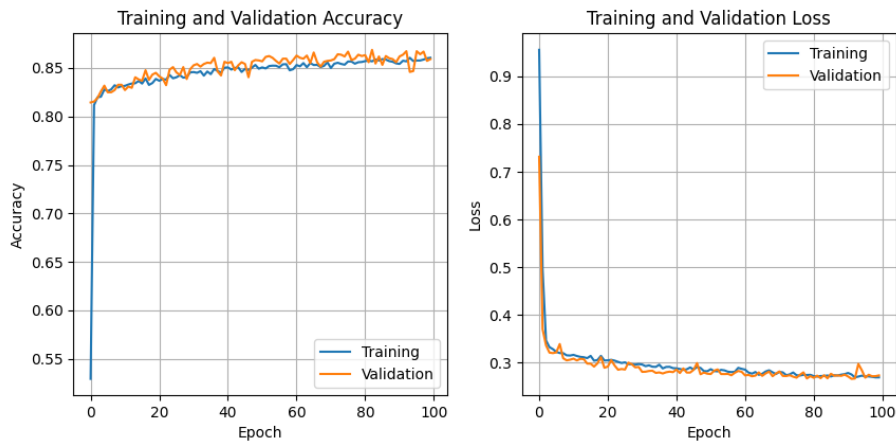 Training and Validation Accuracy
0.85
0.80
0.75
0.70
0.65
0.60
0.55
Accuracy
Training
Validation
0 20 40 60 80 100
Epoch
Training and Validation Loss
0.9
0.8
0.7
0.6
0.5
0.4
0.3
Loss
Training
Validation
0 20 40 60 80 100
Epoch